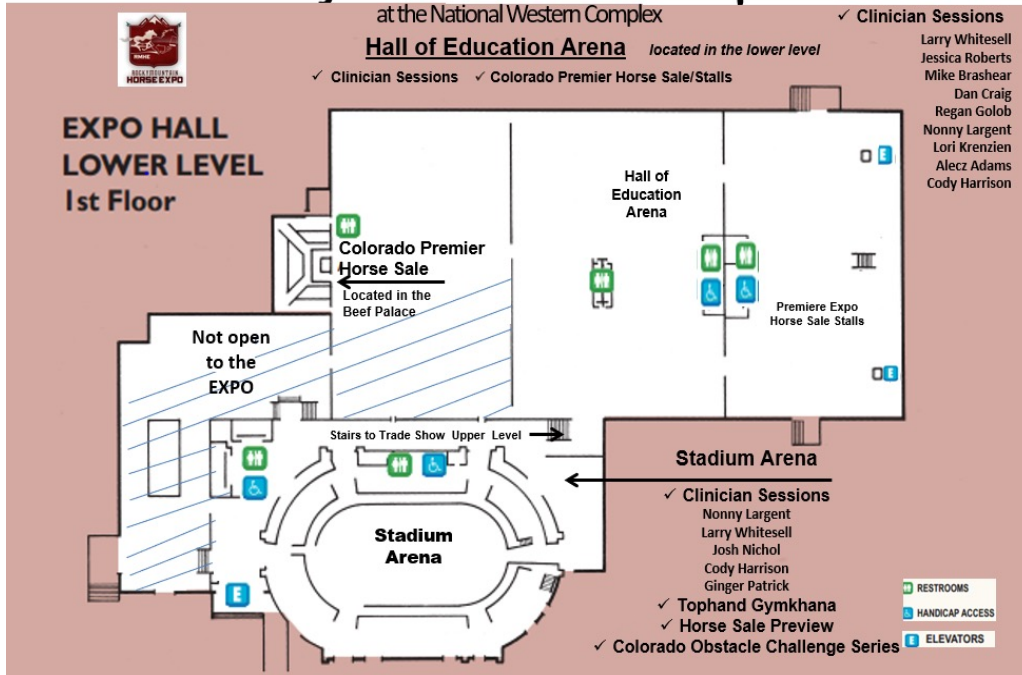 at the National Western Complex
Hall of Education Arena located in the lower level
✓ Clinician Sessions ✓ Colorado Premier Horse Sale/Stalls
✓ Clinician Sessions
Larry Whitesell
Jessica Roberts
Mike Brashear
Dan Craig
Regan Golob
Nonny Largent
Lori Krenzien
Alecz Adams
Cody Harrison
RMHE
ROCKY MOUNTAIN
HORSE EXPO
EXPO HALL
LOWER LEVEL
1st Floor
Hall of
Education
Arena
E
Colorado Premier
Horse Sale
Located in the
Beef Palace
Premiere Expo
Horse Sale Stalls
Not open
to the
EXPO
E
Stairs to Trade Show Upper Level
Stadium Arena
✓ Clinician Sessions
Nonny Largent
Larry Whitesell
Josh Nichol
Cody Harrison
Ginger Patrick
✓ Tophand Gymkhana
✓ Horse Sale Preview
✓ Colorado Obstacle Challenge Series
Stadium
Arena
E
RESTROOMS
HANDICAP ACCESS
E ELEVATORS